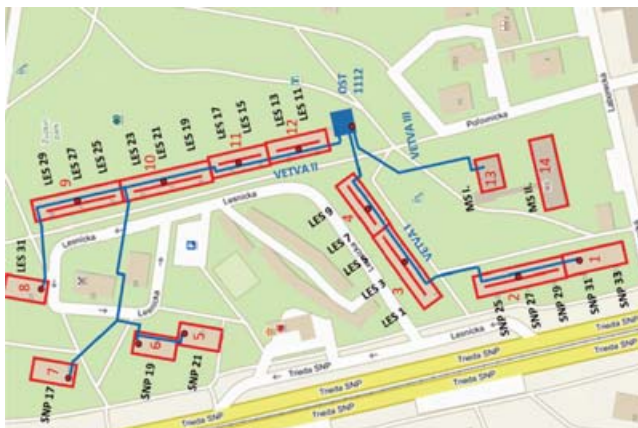 LES 29
LES 27
LES 25
LES 23
LES 21
LES 19
LES 17
LES 15
LES 13
LES 11
OST
1112
9
10
11
12
VETVA II
VETVA III
Poľovnícka
Lesnícka
LES 31
8
Lesnícka
LES 9
LES 7
LES 3
LES 1
4
3
VETVA I
MŠ I.
13
MŠ II.
14
SNP 17
7
SNP 19
6
5
SNP 21
Lesnícka
SNP 25
SNP 27
SNP 29
SNP 31
SNP 33
2
1
Trieda SNP
Trieda SNP
Trieda SNP
Trieda SNP